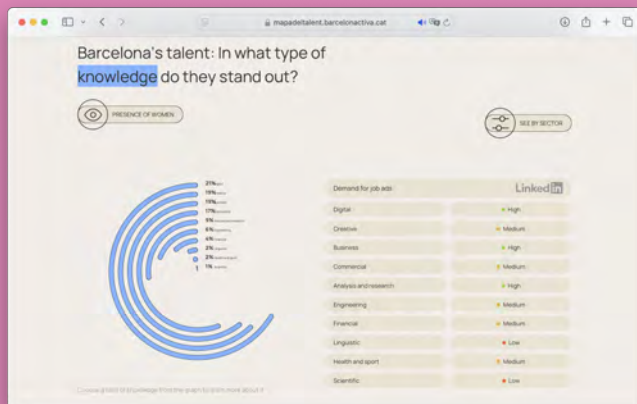 mapadeltalent.barcelonactiva.cat
Barcelona's talent: In what type of
knowledge do they stand out?
PRESENCE OF WOMEN
SEE BY SECTOR
21%
19%
19%
17%
9%
6%
4%
2%
2%
1%
Demand for job ads
LinkedIn
Digital High
Creative Medium
Business High
Commercial Medium
Analysis and research High
Engineering Medium
Financial Medium
Linguistic Low
Health and sport Medium
Scientific Low